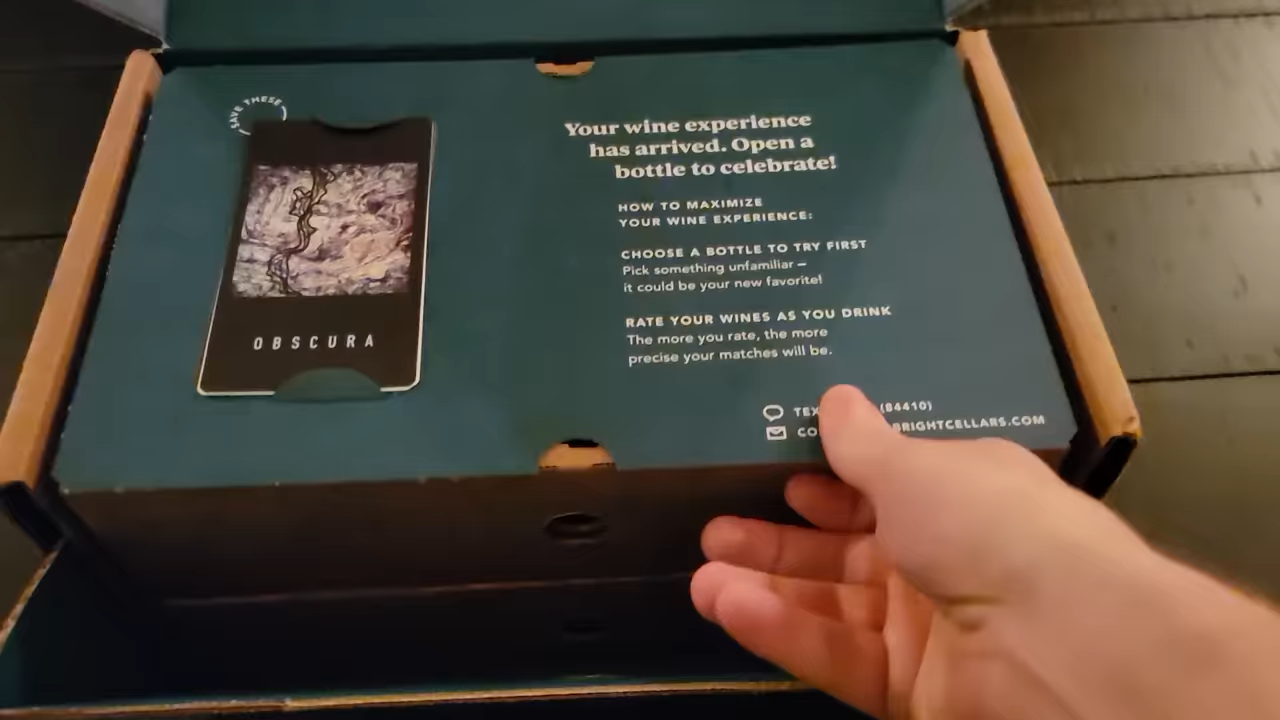 SAVE THESE
OBSCURA
Your wine experience
has arrived. Open a
bottle to celebrate!
HOW TO MAXIMIZE
YOUR WINE EXPERIENCE:
CHOOSE A BOTTLE TO TRY FIRST
Pick something unfamiliar –
it could be your new favorite!
RATE YOUR WINES AS YOU DRINK
The more you rate, the more
precise your matches will be.
(84410)
BRIGHTCELLARS.COM